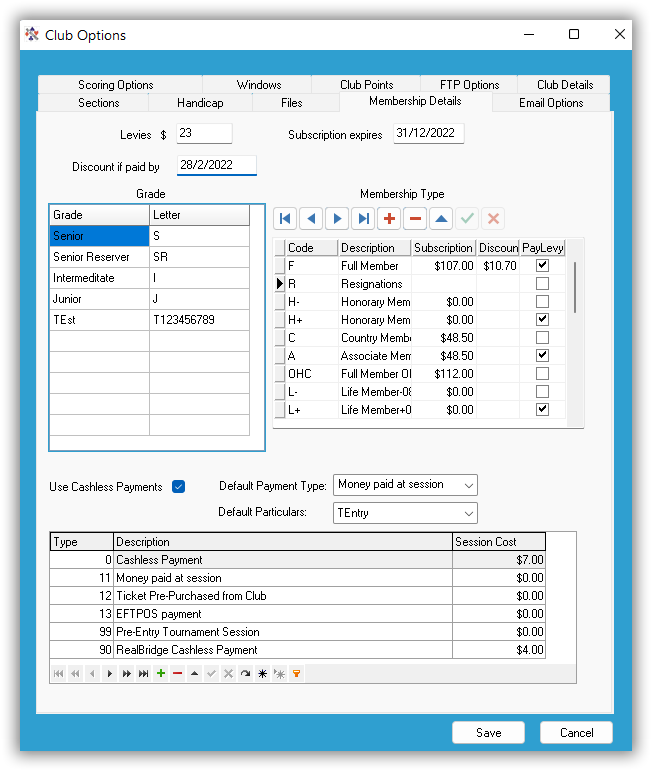 Club Options
Scoring Options Windows Club Points FTP Options Club Details
Sections Handicap Files Membership Details Email Options
Levies $ 23 Subscription expires 31/12/2022
Discount if paid by 28/2/2022
Grade Membership Type
Grade Letter
Senior S
Senior Reserver SR
Intermeditate I
Junior J
TEst T123456789
Code Description Subscription Discoun PayLevy
F Full Member $107.00 $10.70
R Resignations
H- Honorary Mem $0.00
H+ Honorary Mem $0.00
C Country Membe $48.50
A Associate Mem $48.50
OHC Full Member Ol $112.00
L- Life Member-08 $0.00
L+ Life Member+0 $0.00
Use Cashless Payments Default Payment Type: Money paid at session
Default Particulars: TEntry
Type Description Session Cost
0 Cashless Payment $7.00
11 Money paid at session $0.00
12 Ticket Pre-Purchased from Club $0.00
13 EFTPOS payment $0.00
99 Pre-Entry Tournament Session $0.00
90 RealBridge Cashless Payment $4.00
Save Cancel